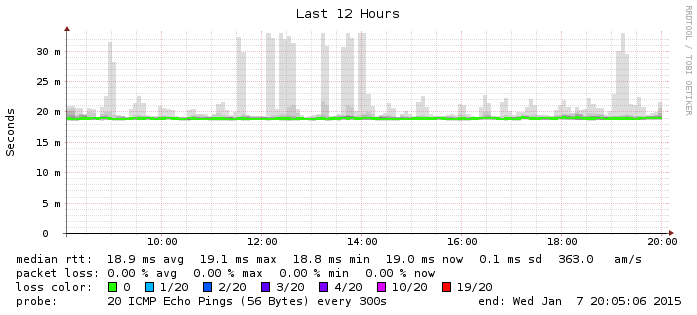 Last 12 Hours
RRDTOOL / TOBI OETIKER
Seconds
30 m
25 m
20 m
15 m
10 m
5 m
0
10:00 12:00 14:00 16:00 18:00 20:00
median rtt: 18.9 ms avg 19.1 ms max 18.8 ms min 19.0 ms now 0.1 ms sd 363.0 am/s
packet loss: 0.00 % avg 0.00 % max 0.00 % min 0.00 % now
loss color: 0 1/20 2/20 3/20 4/20 10/20 19/20
probe: 20 ICMP Echo Pings (56 Bytes) every 300s end: Wed Jan 7 20:05:06 2015